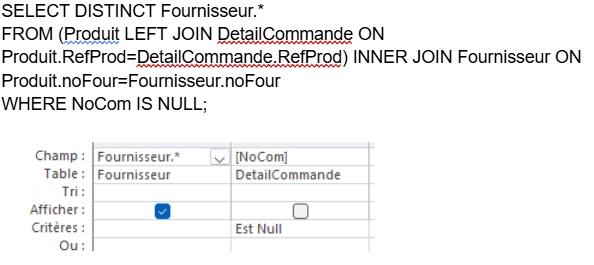 SELECT DISTINCT Fournisseur.*
FROM (Produit LEFT JOIN DetailCommande ON
Produit.RefProd=DetailCommande.RefProd) INNER JOIN Fournisseur ON
Produit.noFour=Fournisseur.noFour
WHERE NoCom IS NULL;
Champ : Fournisseur.* [NoCom]
Table : Fournisseur DetailCommande
Tri :
Afficher :
Critères : Est Null
Ou :